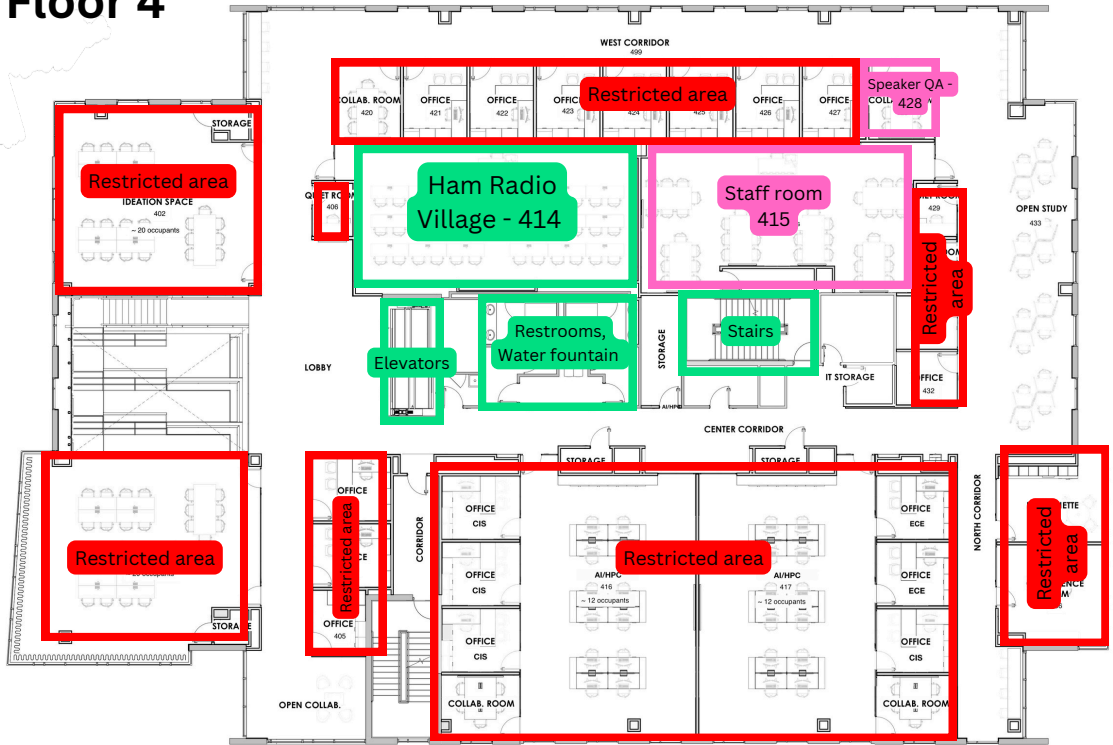 Floor 4
WEST CORRIDOR
499
COLLAB. ROOM
420
OFFICE
421
OFFICE
422
OFFICE
423
Restricted area
424
425
OFFICE
426
OFFICE
427
Speaker QA -
428
STORAGE
Restricted area
IDEATION SPACE
402
~ 20 occupants
QUIET ROOM
406
Ham Radio
Village - 414
Staff room
415
429
Restricted
area
OPEN STUDY
433
LOBBY
Elevators
Restrooms,
Water fountain
STORAGE
Stairs
IT STORAGE
OFFICE
432
AI/HPC
CENTER CORRIDOR
STORAGE
STORAGE
Restricted area
STORAGE
OFFICE
Restricted area
OFFICE
405
CORRIDOR
OFFICE
CIS
OFFICE
CIS
OFFICE
CIS
COLLAB. ROOM
Restricted area
AI/HPC
416
~ 12 occupants
AI/HPC
417
~ 12 occupants
OFFICE
ECE
OFFICE
ECE
OFFICE
ECE
COLLAB. ROOM
NORTH CORRIDOR
Restricted
area
OPEN COLLAB.